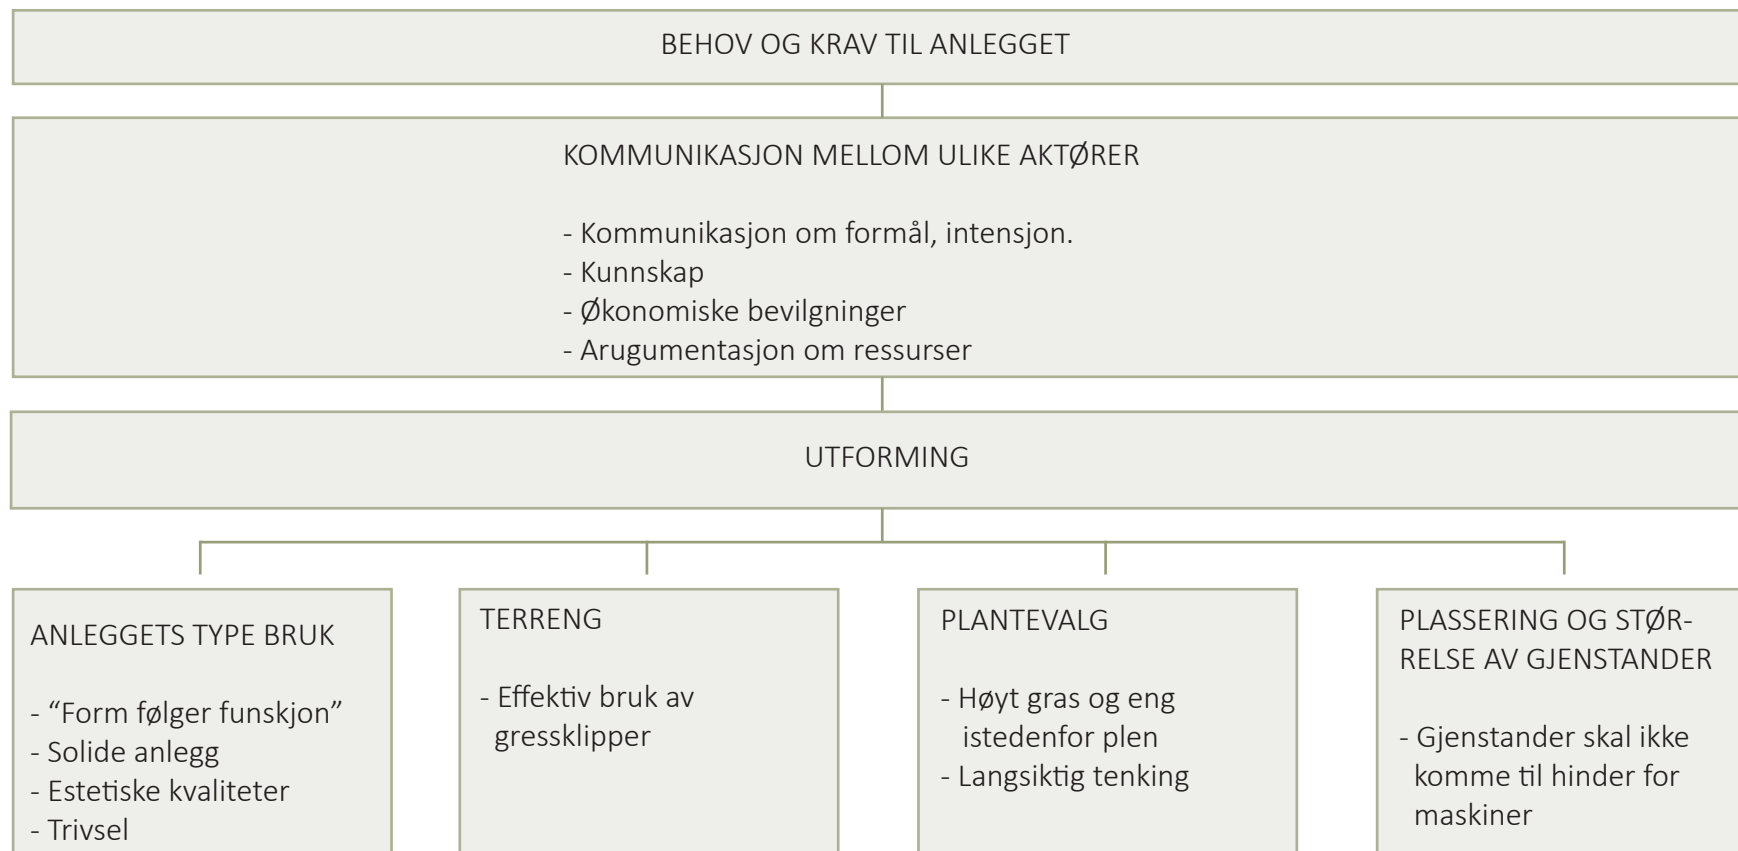 BEHOV OG KRAV TIL ANLEGGET
KOMMUNIKASJON MELLOM ULIKE AKTØRER
- Kommunikasjon om formål, intensjon.
- Kunnskap
- Økonomiske bevilgninger
- Arugumentasjon om ressurser
UTFORMING
ANLEGGETS TYPE BRUK
- “Form følger funskjon”
- Solide anlegg
- Estetiske kvaliteter
- Trivsel
TERRENG
- Effektiv bruk av
gressklipper
PLANTEVALG
- Høyt gras og eng
istedenfor plen
- Langsiktig tenking
PLASSERING OG STØR-
RELSE AV GJENSTANDER
- Gjenstander skal ikke
komme til hinder for
maskiner